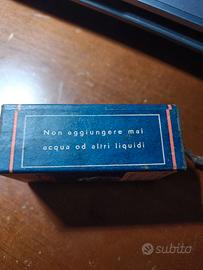 Non aggiungere mai
acqua od altri liquidi
subito